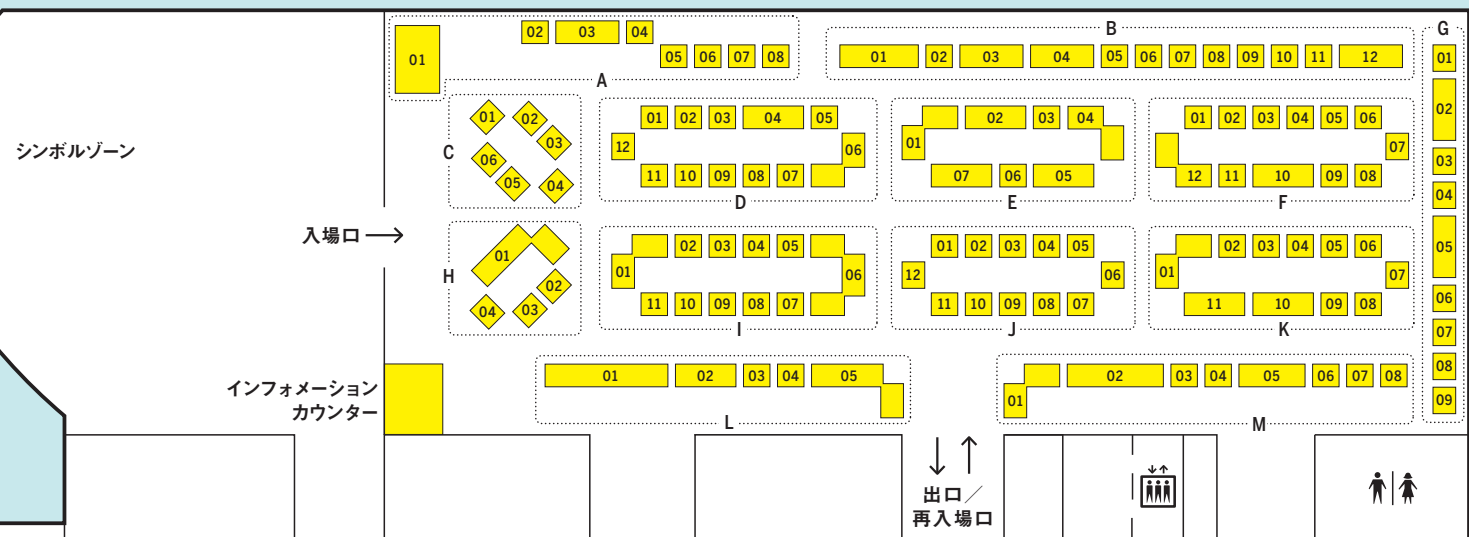 02 03 04
01
05 06 07 08
A
B
01 02 03 04 05 06 07 08 09 10 11 12
G
01
02
03
04
05
06
07
08
09
シンボルゾーン
C
01 02
03
06
05 04
01 02 03 04 05
12 06
11 10 09 08 07
D
02 03 04
01
07 06 05
E
01 02 03 04 05 06
07
12 11 10 09 08
F
入場口 →
H
01
02
04 03
02 03 04 05
01 06
11 10 09 08 07
I
01 02 03 04 05
12 06
11 10 09 08 07
J
02 03 04 05 06
01 07
11 10 09 08
K
インフォメーション
カウンター
01 02 03 04 05
L
02 03 04 05 06 07 08
01
M
↓ ↑
出口／
再入場口